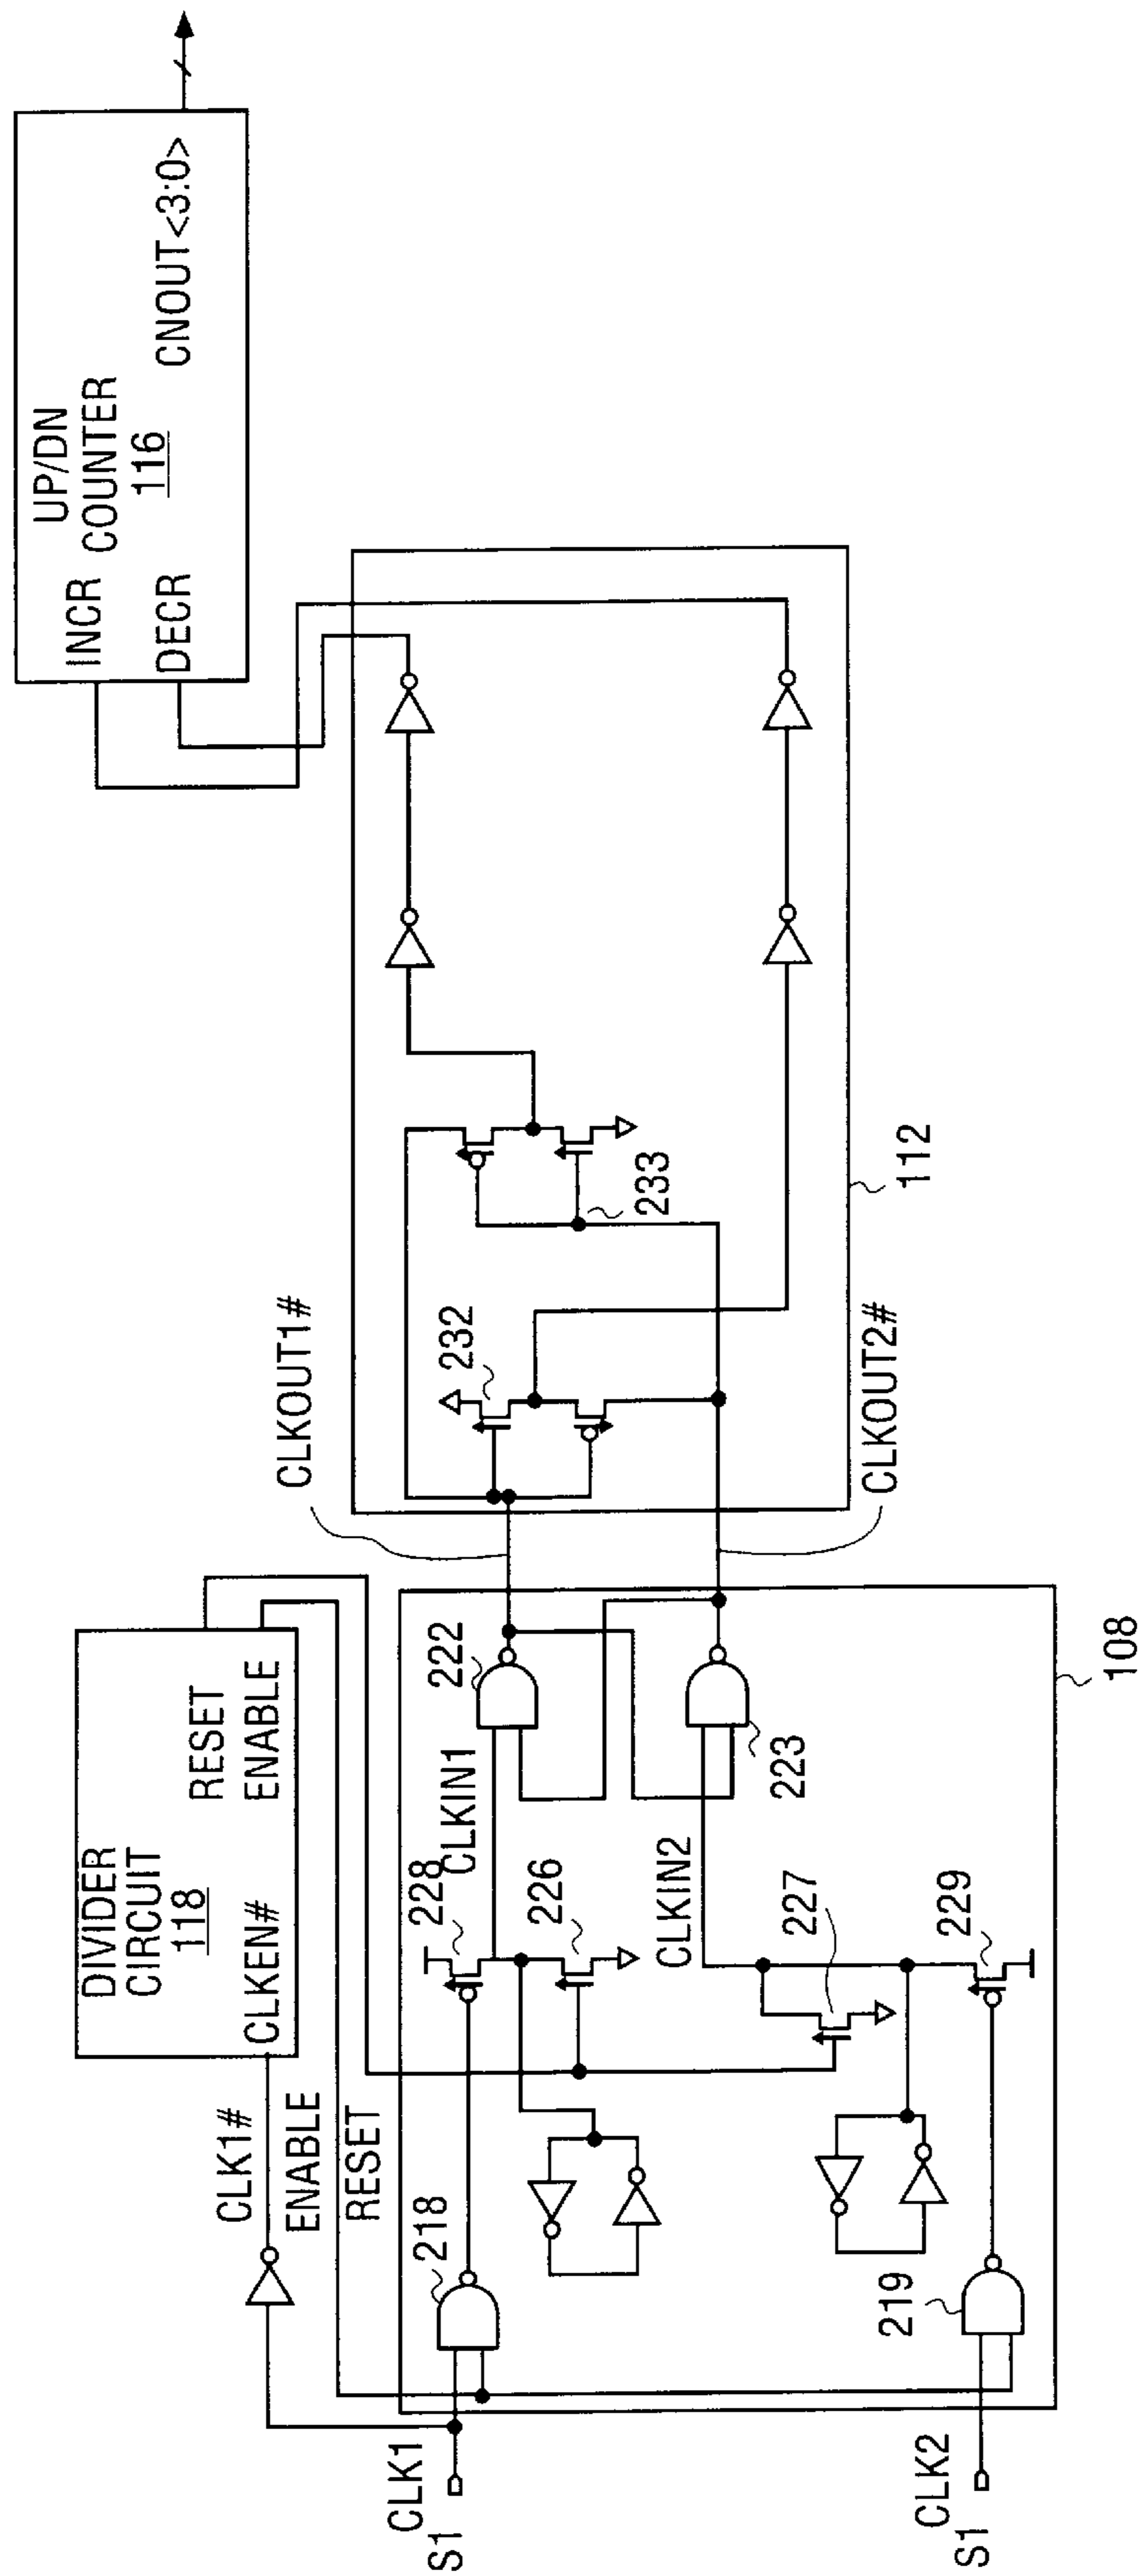 UP/DN
COUNTER
116
INCR
DECR
CNOUT<3:0>
DIVIDER
CIRCUIT
118
RESET
ENABLE
CLKEN#
CLK1#
ENABLE
RESET
CLKOUT1#
CLKOUT2#
232
233
112
218
228
CLKIN1
222
226
CLKIN2
227
223
229
219
108
CLK1
S1
CLK2
S1